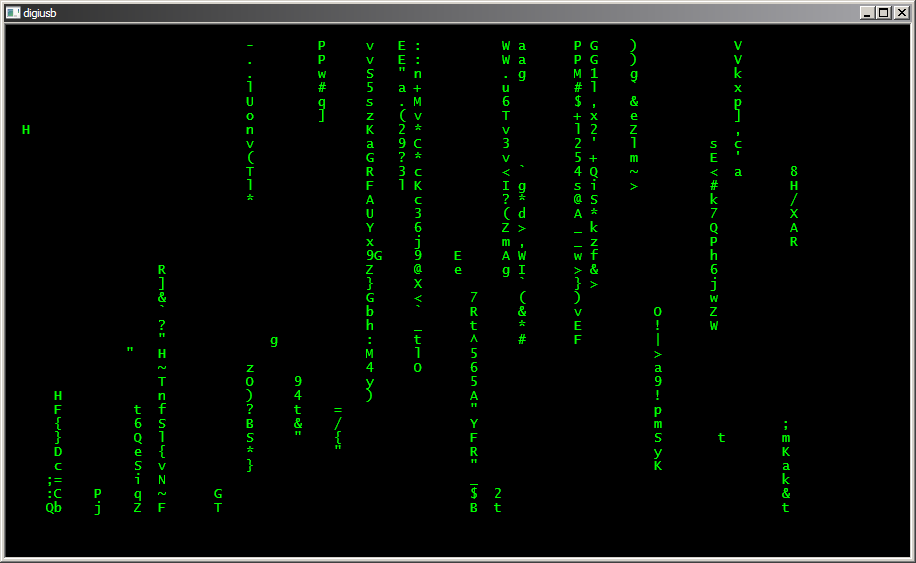 digiusb
- P v E : W a P G ) V
. P v E : W a P G ) V
. w S " n . g M 1 g k
l # 5 a + u # l ` x
U q s . M 6 $ , & p
o ] z ( v T + x e ]
H n K 2 * v l 2 Z ,
v a 9 C 3 2 ' l s c
( G ? * v 5 + m E '
T R 3 c < ` 4 Q ~ < a 8
l F l K I g s i > # H
* A c ? * @ S k /
U 3 ( d A * 7 X
Y 6 Z > _ k Q A
x j m , _ z P R
9G 9 E A W w f h
R Z @ e g I > & 6
] } X ` } > j
& G < 7 ( ) w
` b ` R & v O Z
? h _ t * E ! W
" g : t ^ # F |
" H M l 5 >
~ z 4 O 6 a
T O 9 y 5 9
H n ) 4 ) A !
F t f ? t = " p
{ 6 S B & / Y m ;
} Q l S " { F S t m
D e { * " R y K
c S v } " K a
;= i N _ k
:C P q ~ G $ 2 &
Qb j Z F T B t t